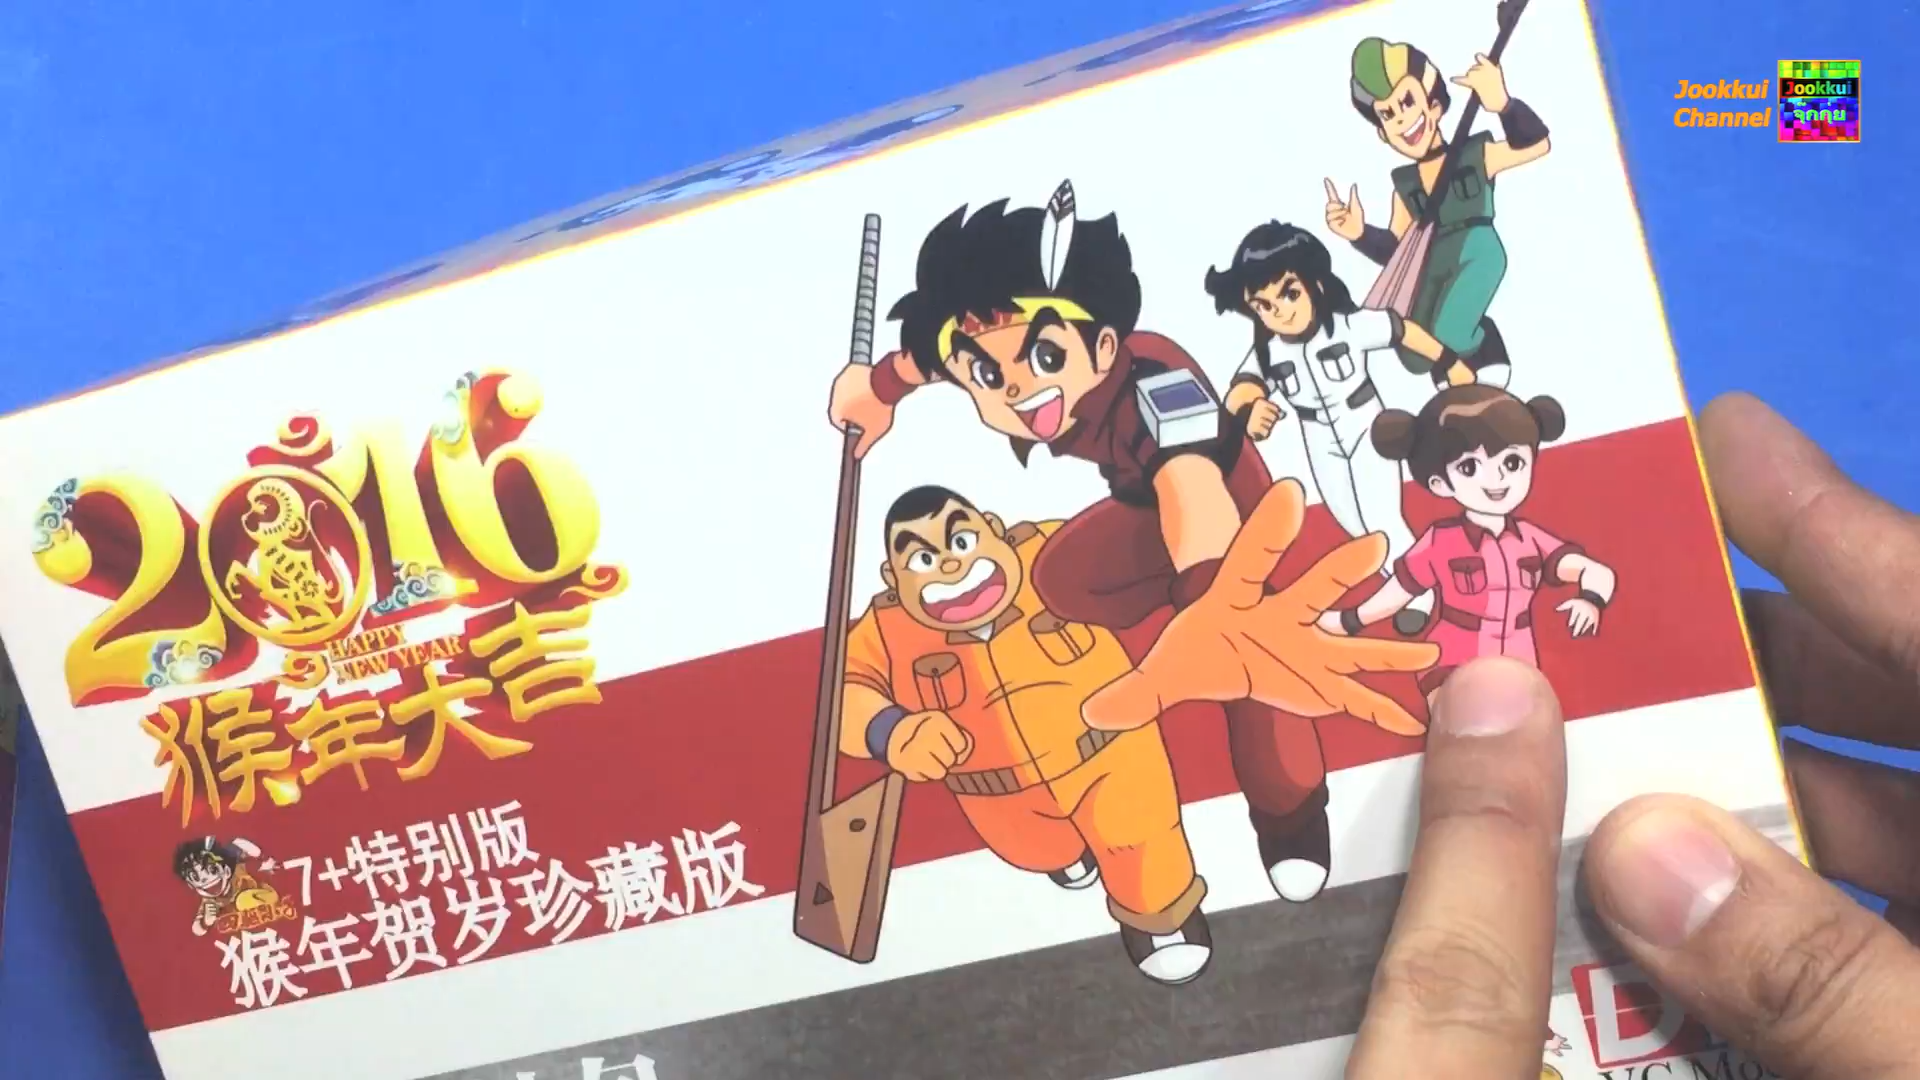 Jookkui
Channel
Jookkui
จุ๊กกุ่ย
2016
HAPPY
NEW YEAR
猴年大吉
7+特别版
猴年贺岁珍藏版